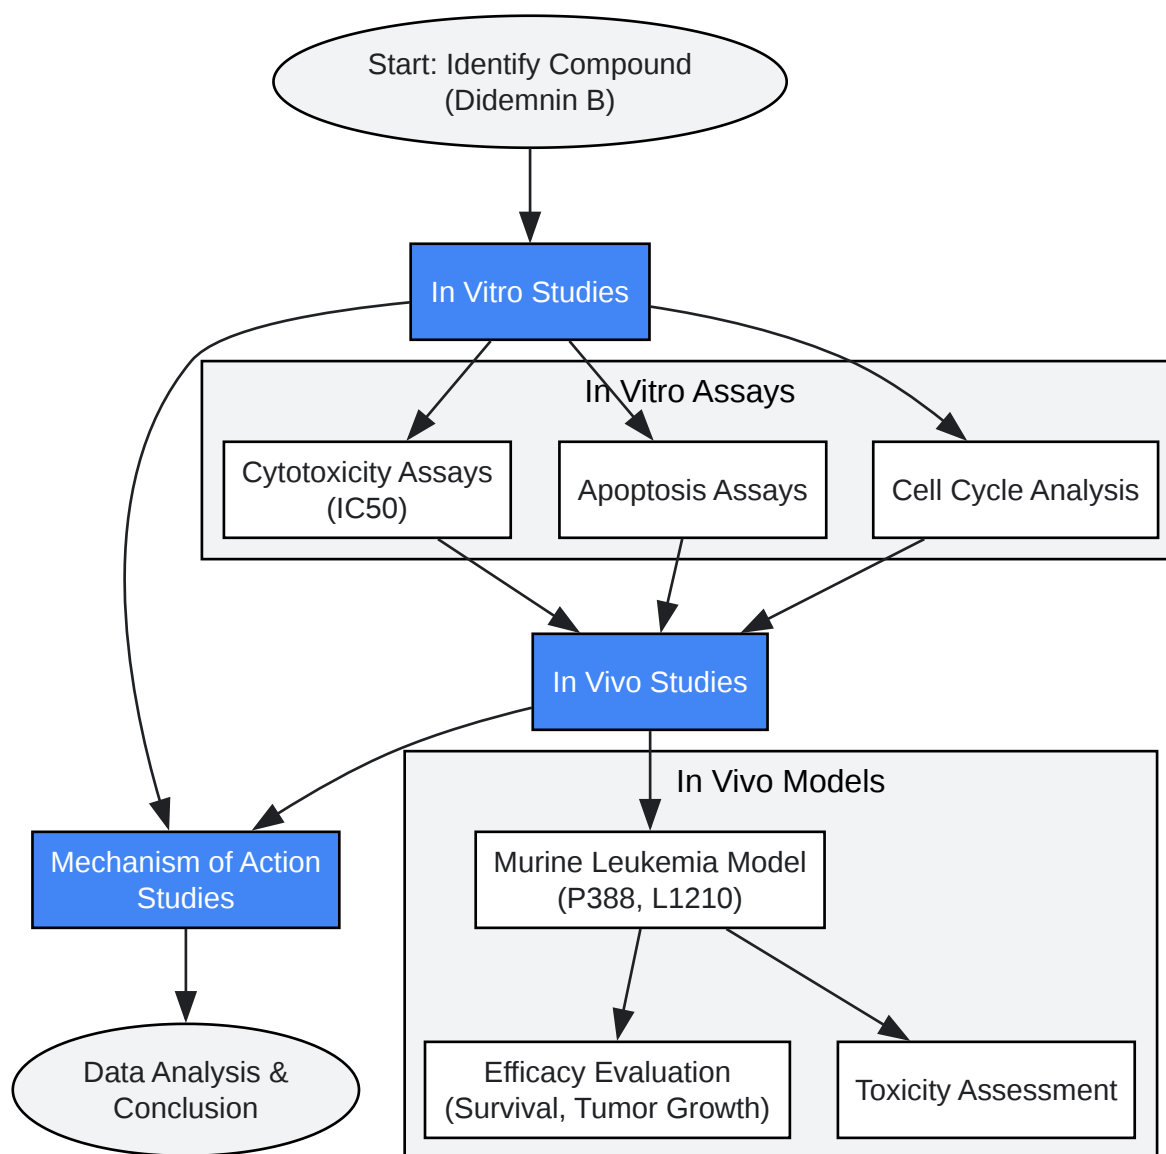 Start: Identify Compound
(Didemnin B)
In Vitro Studies
In Vitro Assays
Cytotoxicity Assays
(IC50)
Apoptosis Assays
Cell Cycle Analysis
In Vivo Studies
In Vivo Models
Mechanism of Action
Studies
Murine Leukemia Model
(P388, L1210)
Data Analysis &
Conclusion
Efficacy Evaluation
(Survival, Tumor Growth)
Toxicity Assessment